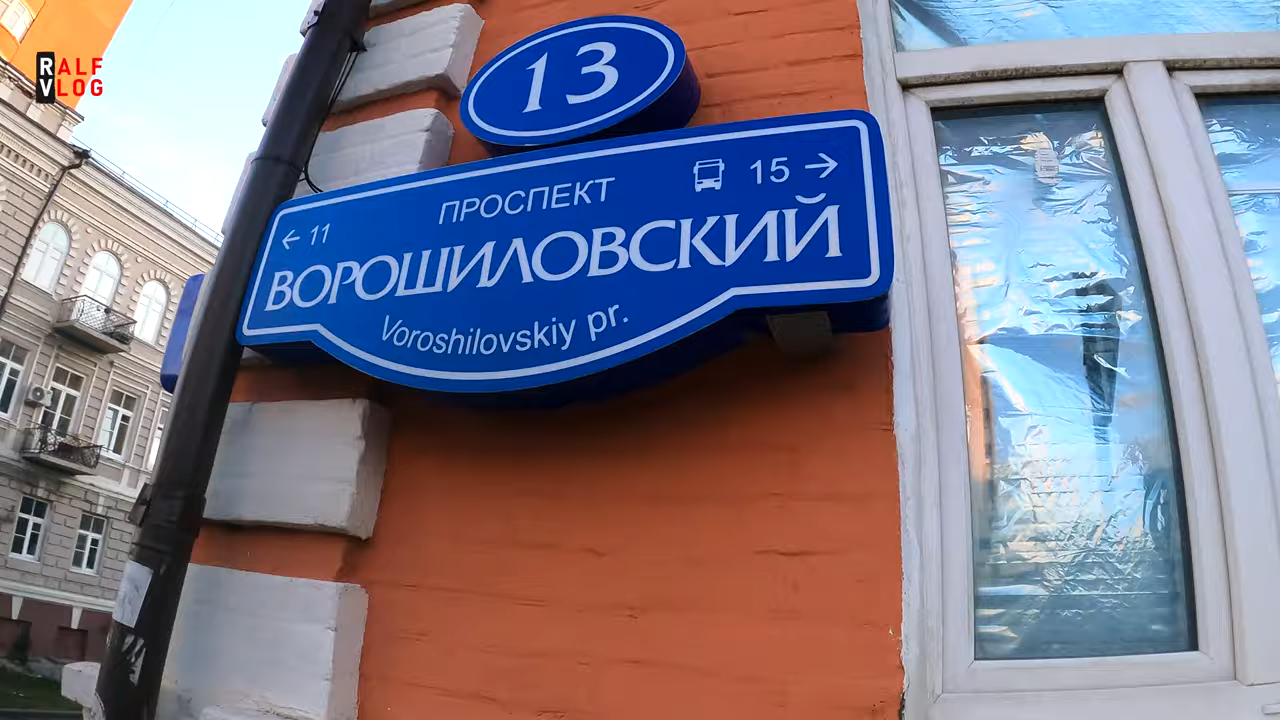 RALF
VLOG
13
ПРОСПЕКТ
15 →
← 11
ВОРОШИЛОВСКИЙ
Voroshilovskiy pr.